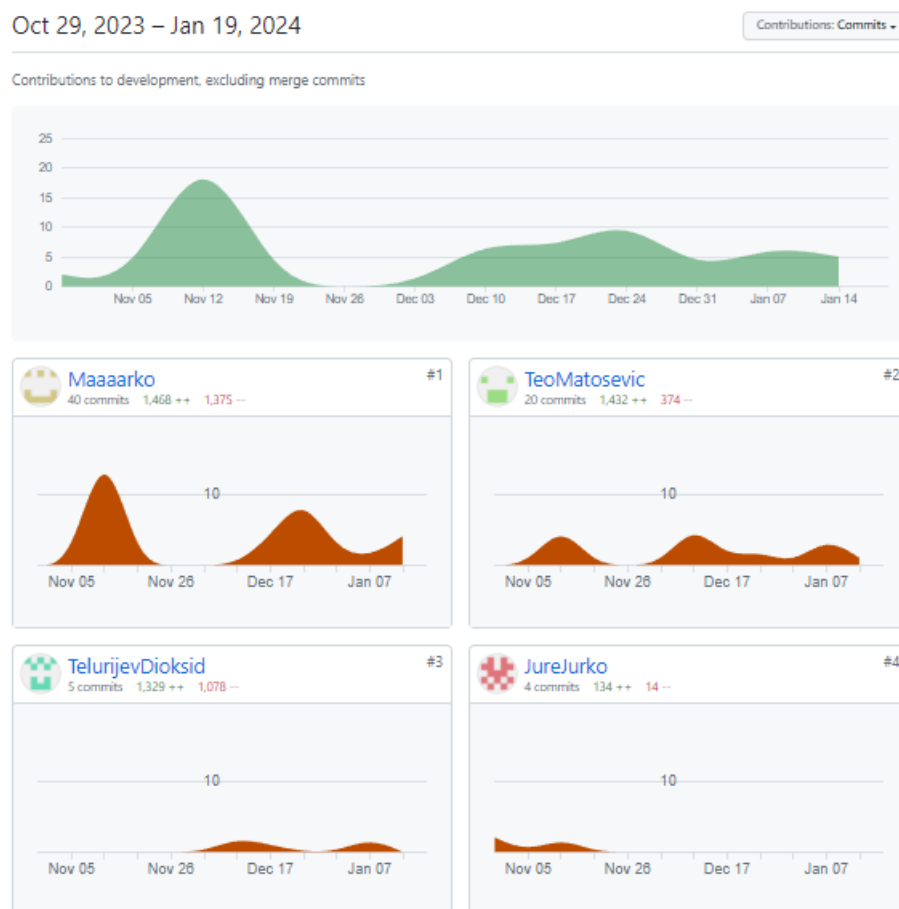 Oct 29, 2023 – Jan 19, 2024
Contributions: Commits
Contributions to development, excluding merge commits
25
20
15
10
5
0
Nov 05 Nov 12 Nov 19 Nov 26 Dec 03 Dec 10 Dec 17 Dec 24 Dec 31 Jan 07 Jan 14
Maaaarko #1
40 commits 1,468 ++ 1,375 --
10
Nov 05 Nov 26 Dec 17 Jan 07
TeoMatosevic #2
20 commits 1,432 ++ 374 --
10
Nov 05 Nov 26 Dec 17 Jan 07
TelurijevDioksid #3
5 commits 1,329 ++ 1,078 --
10
Nov 05 Nov 26 Dec 17 Jan 07
JureJurko #4
4 commits 134 ++ 14 --
10
Nov 05 Nov 26 Dec 17 Jan 07